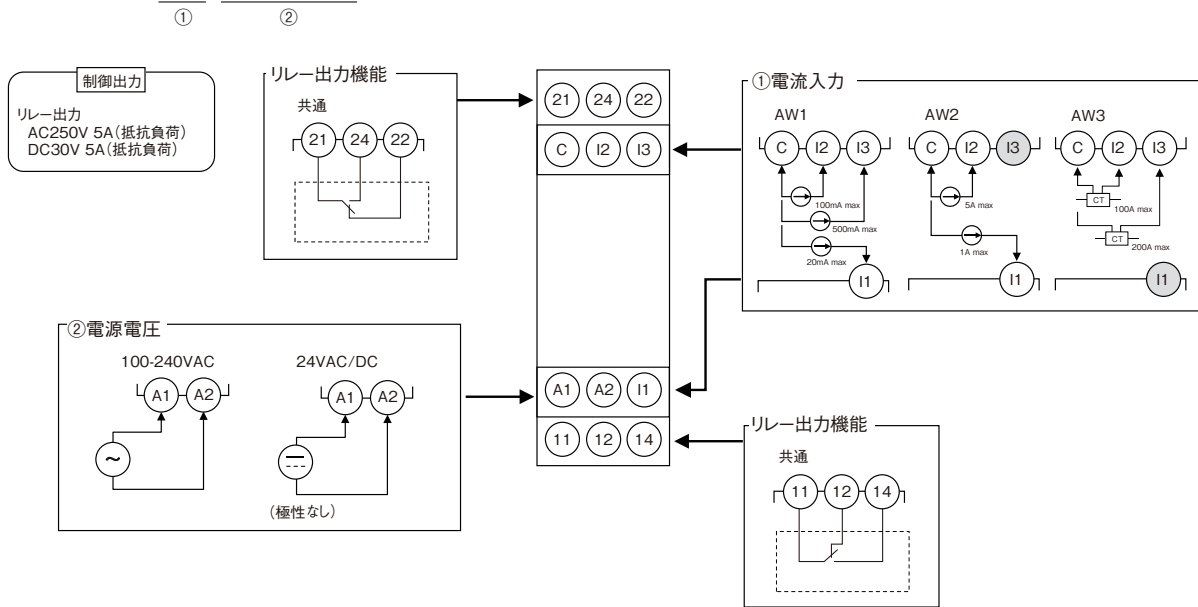 ① ②
制御出力
リレー出力
AC250V 5A(抵抗負荷)
DC30V 5A(抵抗負荷)
リレー出力機能
共通
21 24 22
21 24 22
C I2 I3
A1 A2 I1
11 12 14
①電流入力
AW1
C I2 I3
100mA max
500mA max
20mA max
I1
AW2
C I2 I3
5A max
1A max
I1
AW3
C I2 I3
CT
100A max
CT
200A max
I1
②電源電圧
100-240VAC
A1 A2
~
24VAC/DC
A1 A2
(極性なし)
リレー出力機能
共通
11 12 14